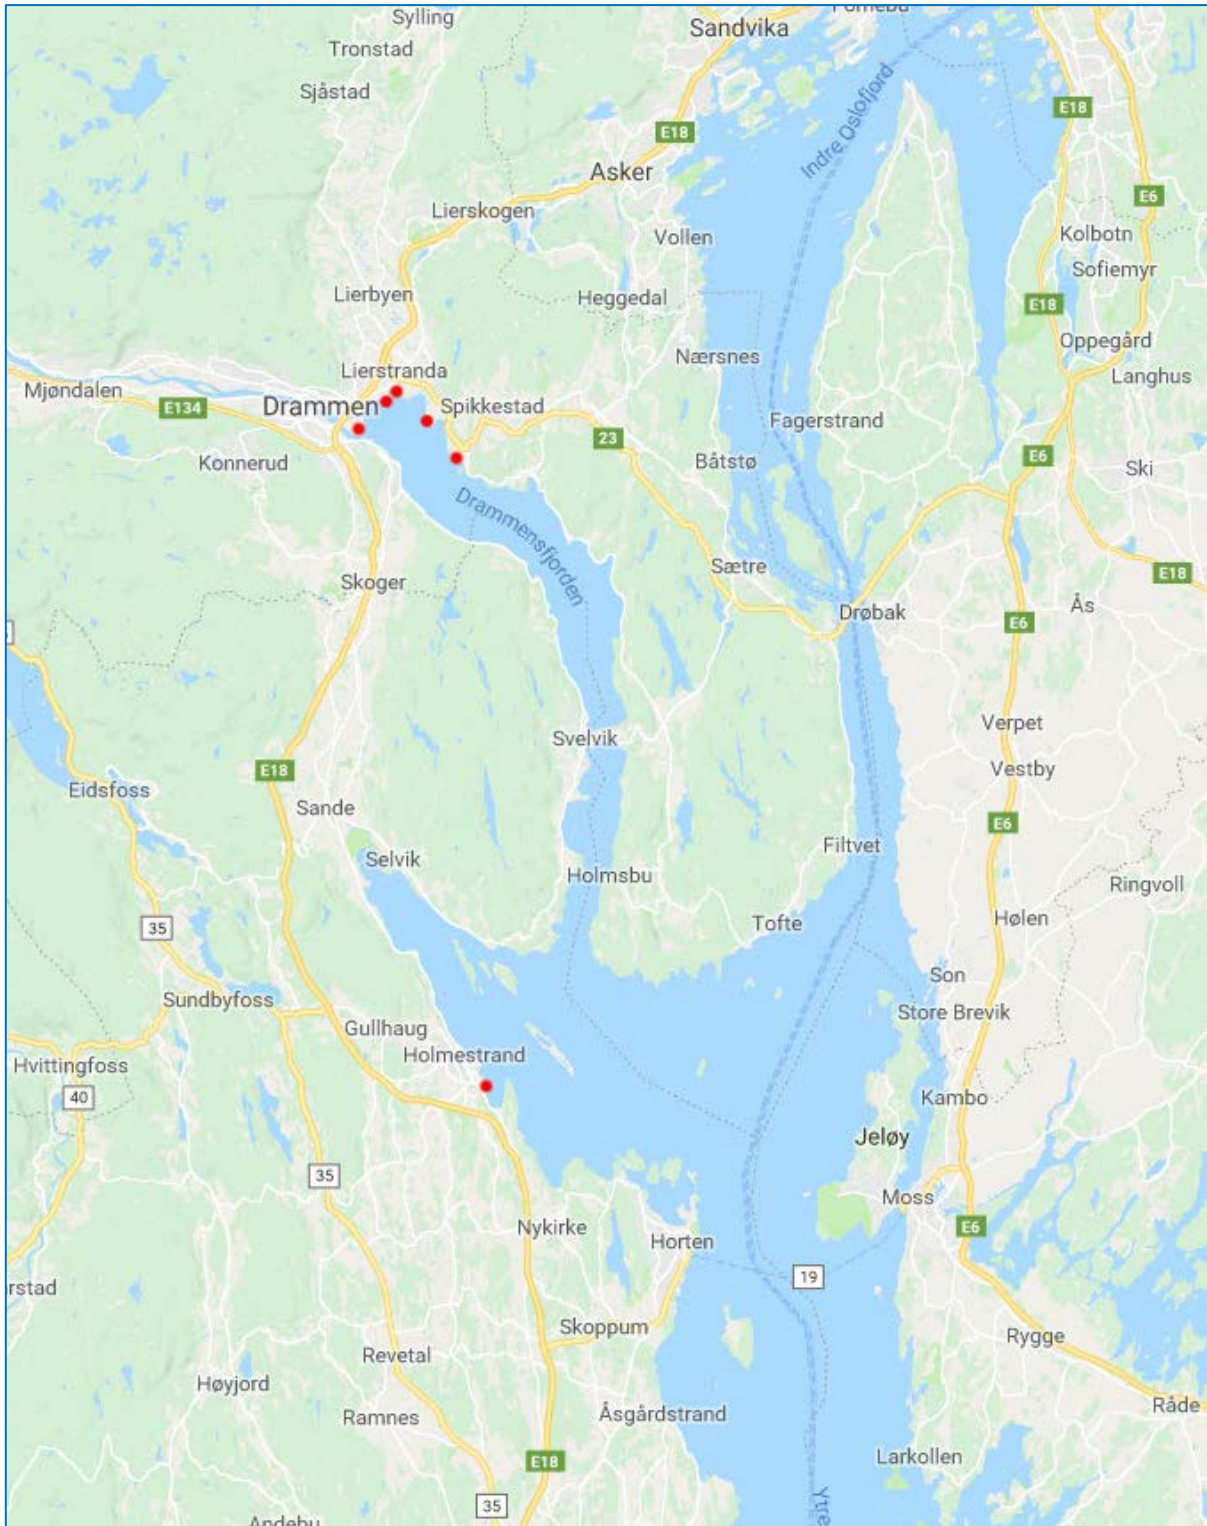 Sylling
Sandvika
Tronstad
Sjåstad
E18
E18
Indre Oslofjord
Asker
E6
Lierskogen
Vollen
Kolbotn
Sofiemyr
Lierbyen
Heggedal
E18
Oppegård
Nærsnes
Lierstranda
Langhus
Mjøndalen
E134
Drammen
Spikkestad
Fagerstrand
23
E6
Konnerud
Båtstø
Ski
Drammensfjorden
Sætre
E18
Skoger
Drøbak
Ås
E6
Verpet
Svelvik
Vestby
E18
Eidsfoss
Sande
E6
Filtvet
Selvik
Holmsbu
Ringvoll
Tofte
Hølen
35
Son
Sundbyfoss
Store Brevik
Gullhaug
Holmestrand
Hvittingfoss
40
Kambo
Jeløy
35
Moss
Nykirke
E6
Horten
19
rstad
Skoppum
Rygge
Revetal
Høyjord
Råde
Ramnes
Åsgårdstrand
Larkollen
E18
35
Ytre